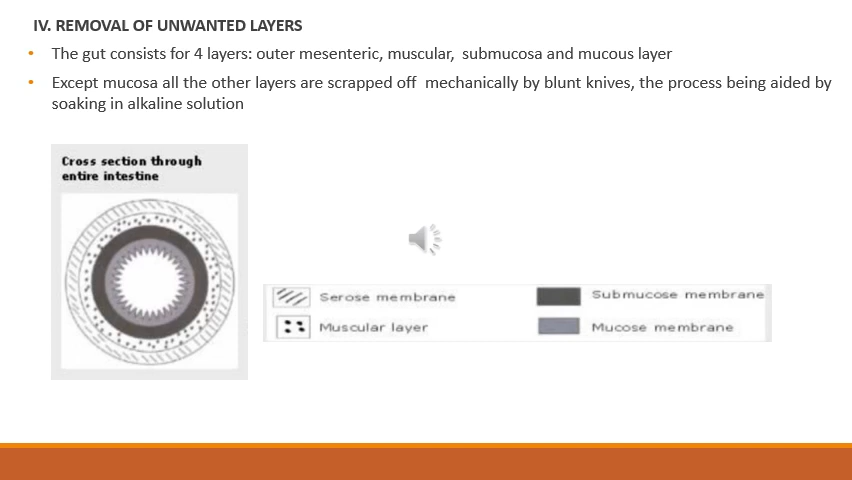 IV. REMOVAL OF UNWANTED LAYERS
• The gut consists for 4 layers: outer mesenteric, muscular, submucosa and mucous layer
• Except mucosa all the other layers are scrapped off mechanically by blunt knives, the process being aided by
soaking in alkaline solution
Cross section through
entire intestine
Serose membrane
Submucose membrane
Muscular layer
Mucose membrane